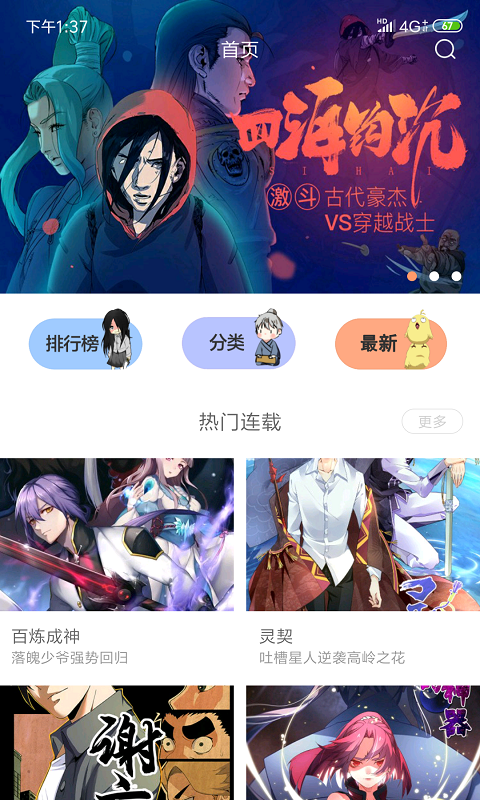 下午1:37
HD 4G 67
首页
四海钩沉
SIHAI
激斗 古代豪杰
VS穿越战士
排行榜
分类
最新
热门连载
更多
百炼成神
落魄少爷强势回归
灵契
吐槽星人逆袭高岭之花
谢
神器